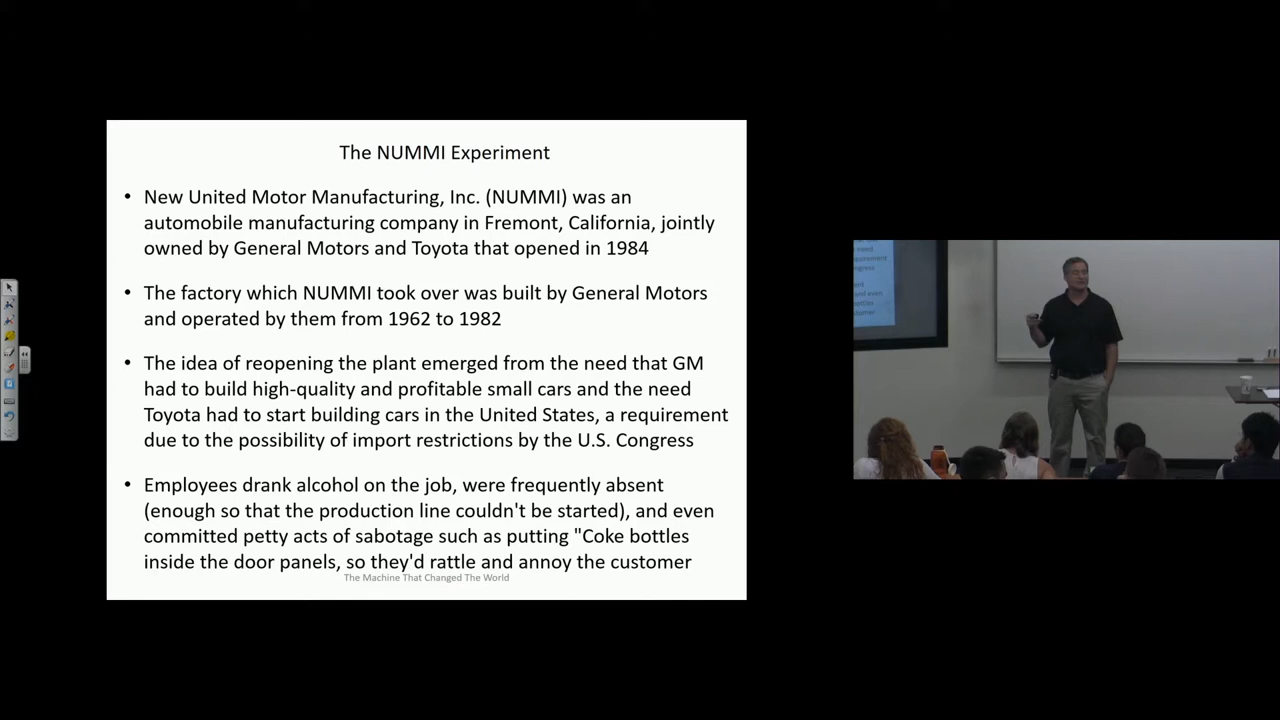 The NUMMI Experiment
• New United Motor Manufacturing, Inc. (NUMMI) was an
automobile manufacturing company in Fremont, California, jointly
owned by General Motors and Toyota that opened in 1984
• The factory which NUMMI took over was built by General Motors
and operated by them from 1962 to 1982
• The idea of reopening the plant emerged from the need that GM
had to build high-quality and profitable small cars and the need
Toyota had to start building cars in the United States, a requirement
due to the possibility of import restrictions by the U.S. Congress
• Employees drank alcohol on the job, were frequently absent
(enough so that the production line couldn't be started), and even
committed petty acts of sabotage such as putting "Coke bottles
inside the door panels, so they'd rattle and annoy the customer
The Machine That Changed The World
need